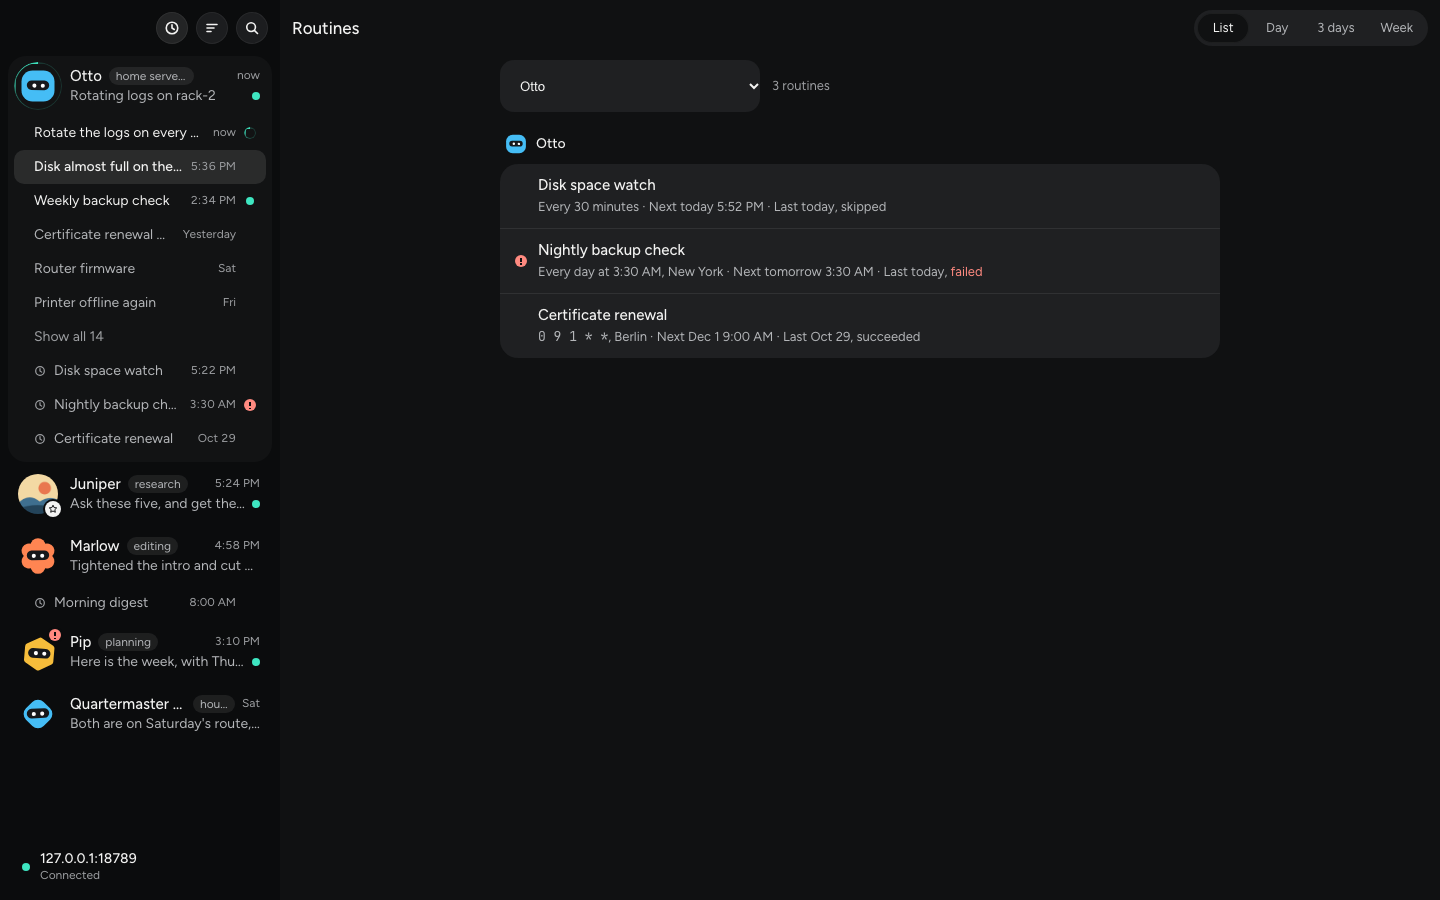 Routines
List
Day
3 days
Week
Otto
home serve...
now
Rotating logs on rack-2
Rotate the logs on every ...
now
Disk almost full on the...
5:36 PM
Weekly backup check
2:34 PM
Certificate renewal ...
Yesterday
Router firmware
Sat
Printer offline again
Fri
Show all 14
Disk space watch
5:22 PM
Nightly backup ch...
3:30 AM
Certificate renewal
Oct 29
Juniper
research
5:24 PM
Ask these five, and get the...
Marlow
editing
4:58 PM
Tightened the intro and cut ...
Morning digest
8:00 AM
Pip
planning
3:10 PM
Here is the week, with Thu...
Quartermaster ...
hou...
Sat
Both are on Saturday's route,...
127.0.0.1:18789
Connected
Otto
3 routines
Otto
Disk space watch
Every 30 minutes · Next today 5:52 PM · Last today, skipped
Nightly backup check
Every day at 3:30 AM, New York · Next tomorrow 3:30 AM · Last today, failed
Certificate renewal
0 9 1 * *, Berlin · Next Dec 1 9:00 AM · Last Oct 29, succeeded